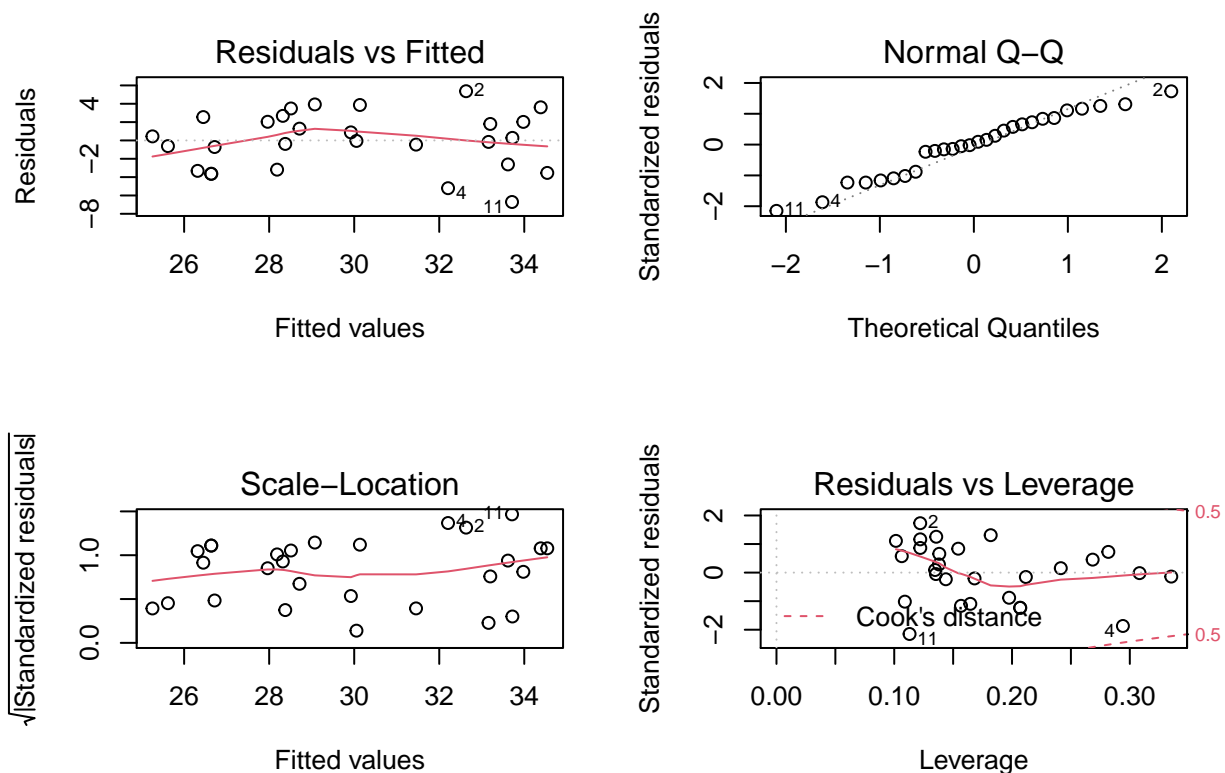 Residuals vs Fitted
Residuals
4
−2
−8
2
4
11
26 28 30 32 34
Fitted values
Normal Q−Q
Standardized residuals
2
0
−2
2
11
4
−2 −1 0 1 2
Theoretical Quantiles
Scale−Location
√|Standardized residuals|
1.0
0.0
11
4
2
26 28 30 32 34
Fitted values
Residuals vs Leverage
Standardized residuals
2
0
−2
0.5
2
Cook's distance
4
11
0.5
0.00 0.10 0.20 0.30
Leverage